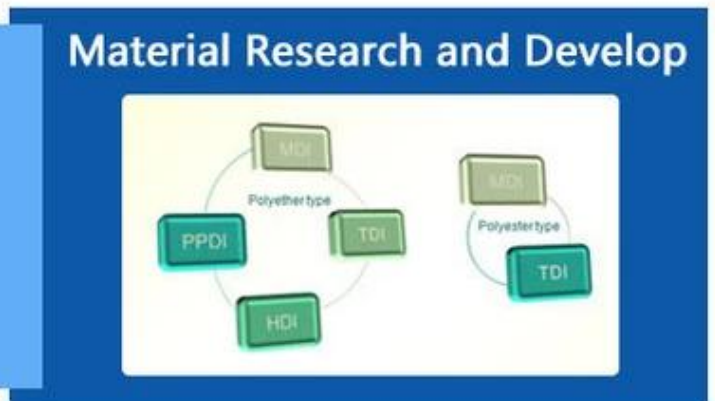 Material Research and Develop
MDI
Polyether type
PPDI
TDI
HDI
MDI
Polyester type
TDI